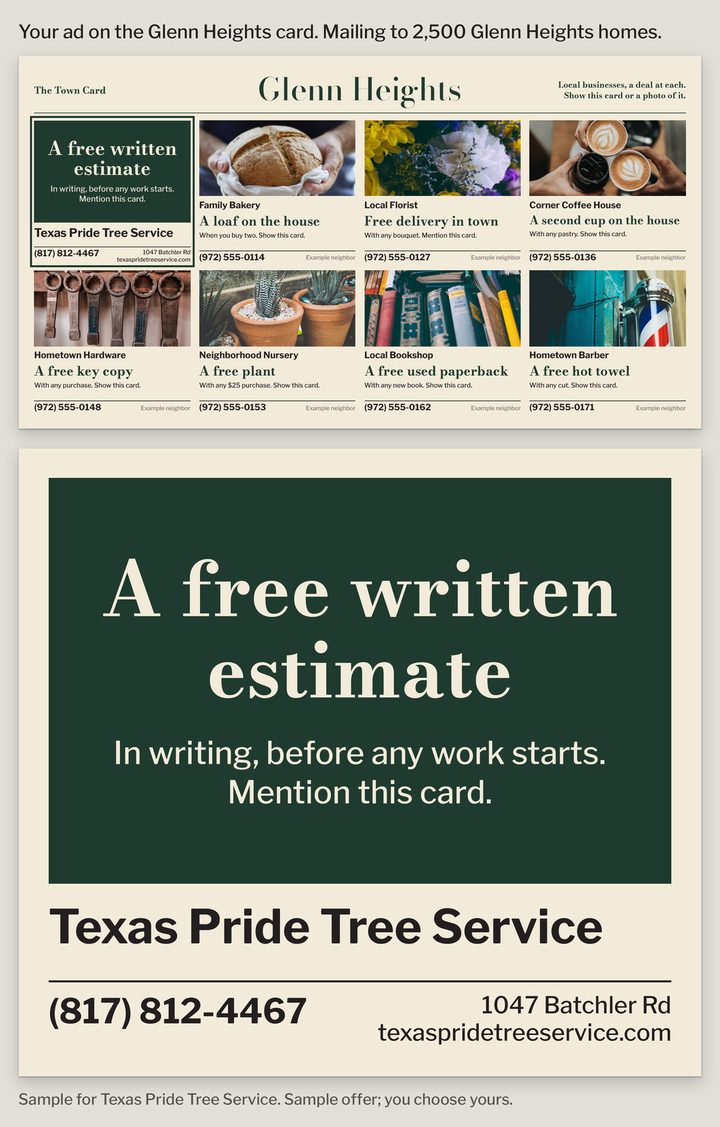 Your ad on the Glenn Heights card. Mailing to 2,500 Glenn Heights homes.
The Town Card
Glenn Heights
Local businesses, a deal at each.
Show this card or a photo of it.
A free written
estimate
In writing, before any work starts.
Mention this card.
Texas Pride Tree Service
(817) 812-4467
1047 Batchler Rd
texaspridetreeservice.com
Family Bakery
A loaf on the house
When you buy two. Show this card.
(972) 555-0114
Example neighbor
Local Florist
Free delivery in town
With any bouquet. Mention this card.
(972) 555-0127
Example neighbor
Corner Coffee House
A second cup on the house
With any pastry. Show this card.
(972) 555-0136
Example neighbor
Hometown Hardware
A free key copy
With any purchase. Show this card.
(972) 555-0148
Example neighbor
Neighborhood Nursery
A free plant
With any $25 purchase. Show this card.
(972) 555-0153
Example neighbor
Local Bookshop
A free used paperback
With any new book. Show this card.
(972) 555-0162
Example neighbor
Hometown Barber
A free hot towel
With any cut. Show this card.
(972) 555-0171
Example neighbor
A free written
estimate
In writing, before any work starts.
Mention this card.
Texas Pride Tree Service
(817) 812-4467
1047 Batchler Rd
texaspridetreeservice.com
Sample for Texas Pride Tree Service. Sample offer; you choose yours.